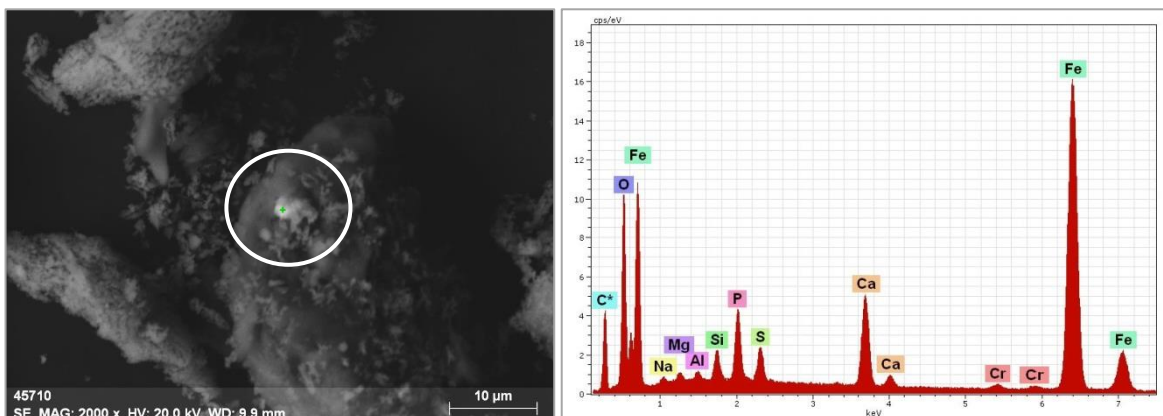 45710
SE, MAG: 2000 x, HV: 20.0 kV, WD: 9.9 mm
10 µm
cps/eV
18
16
14
12
10
8
6
4
2
0
1
2
3
4
5
6
7
keV
C*
O
Fe
Na
Mg
Al
Si
P
S
Ca
Ca
Cr
Cr
Fe
Fe